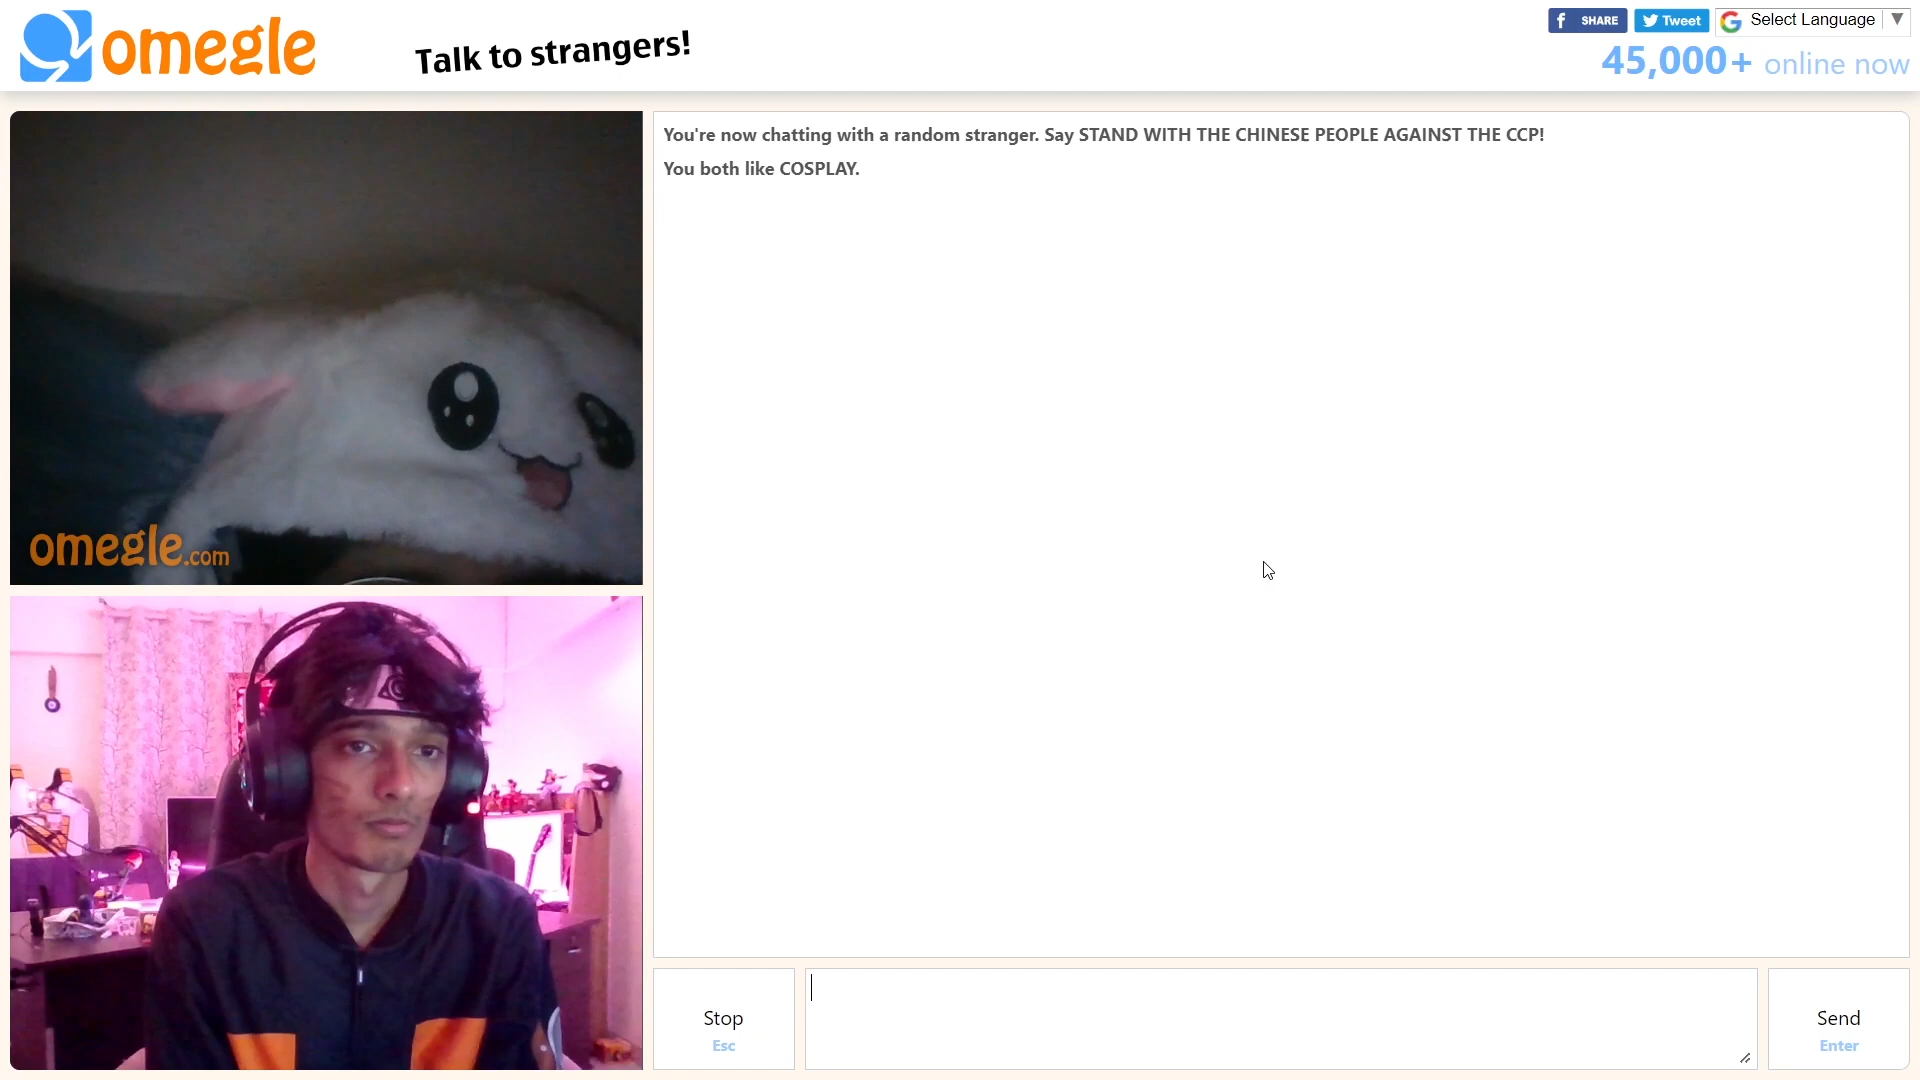 omegle
Talk to strangers!
f SHARE
Tweet
Select Language
45,000+ online now
You're now chatting with a random stranger. Say STAND WITH THE CHINESE PEOPLE AGAINST THE CCP!
You both like COSPLAY.
omegle.com
Stop
Esc
Send
Enter